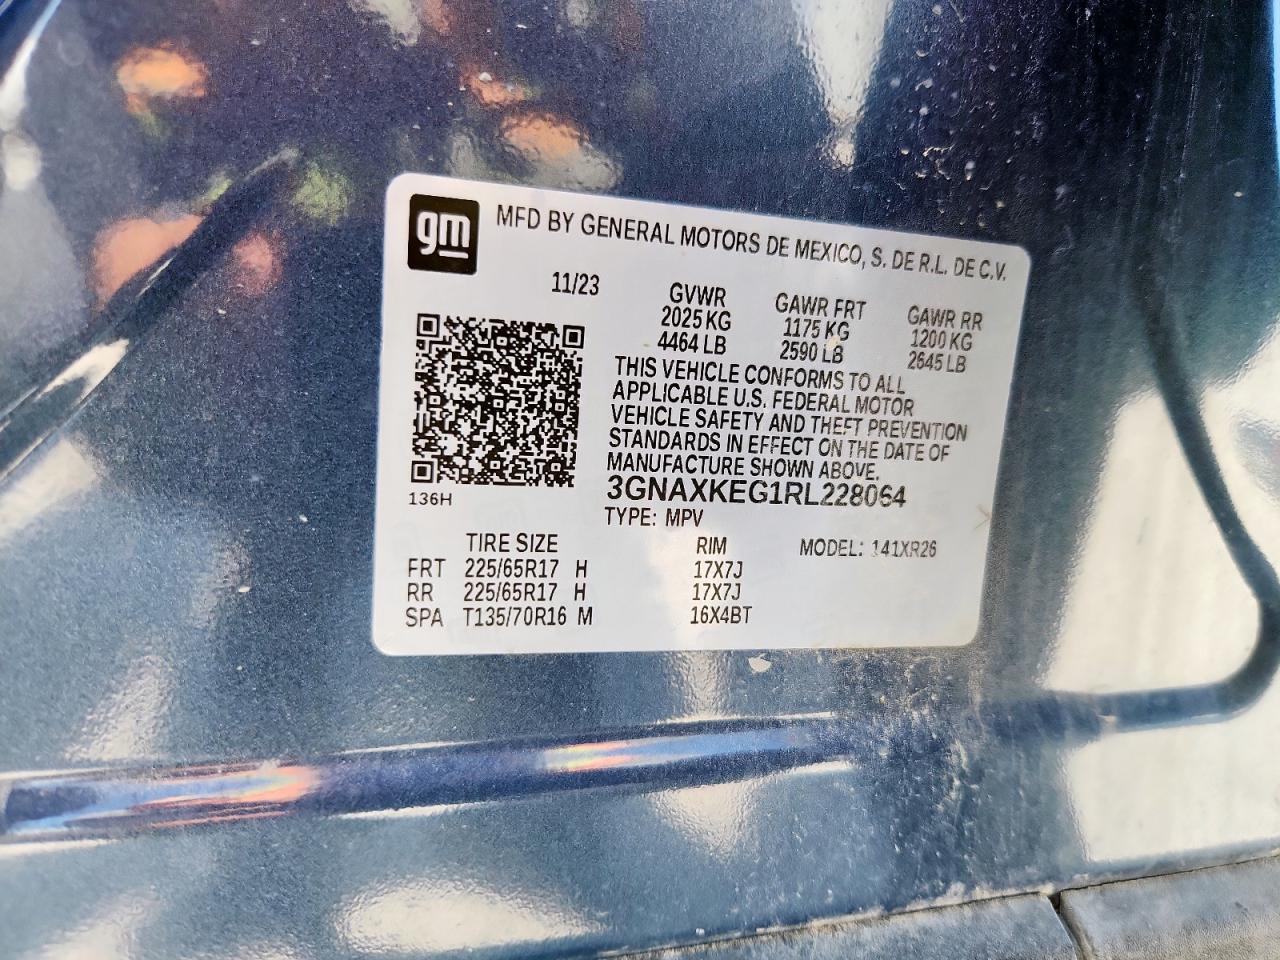 gm
MFD BY GENERAL MOTORS DE MEXICO, S. DE R.L. DE C.V.
11/23 GVWR GAWR FRT GAWR RR
2025 KG 1175 KG 1200 KG
4464 LB 2590 LB 2645 LB
THIS VEHICLE CONFORMS TO ALL
APPLICABLE U.S. FEDERAL MOTOR
VEHICLE SAFETY AND THEFT PREVENTION
STANDARDS IN EFFECT ON THE DATE OF
MANUFACTURE SHOWN ABOVE.
3GNAXKEG1RL228064
136H
TYPE: MPV
TIRE SIZE RIM MODEL: 141XR26
FRT 225/65R17 H 17X7J
RR 225/65R17 H 17X7J
SPA T135/70R16 M 16X4BT